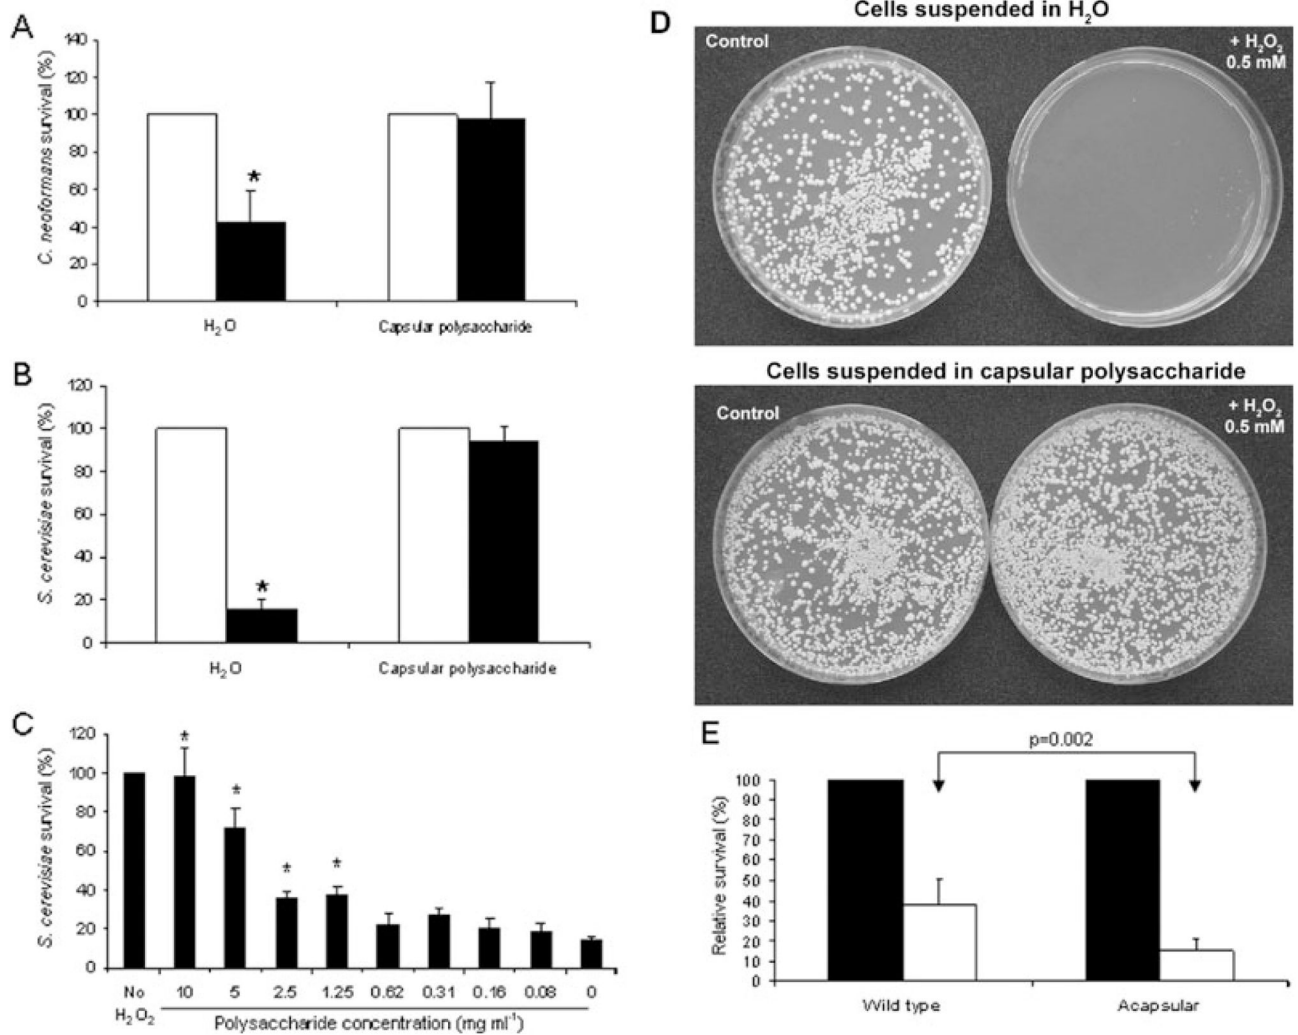 A
C. neoformans survival (%)
140
120
100
80
60
40
20
0
*
H2O
Capsular polysaccharide
B
S. cerevisiae survival (%)
120
100
80
60
40
20
0
*
H2O
Capsular polysaccharide
C
S. cerevisiae survival (%)
120
100
80
60
40
20
0
* * * *
No 10 5 2.5 1.25 0.62 0.31 0.16 0.08 0
H2O2
Polysaccharide concentration (mg ml-1)
D
Cells suspended in H2O
Control
+ H2O2
0.5 mM
Cells suspended in capsular polysaccharide
Control
+ H2O2
0.5 mM
E
p=0.002
Relative survival (%)
100
90
80
70
60
50
40
30
20
10
0
Wild type
Acapsular